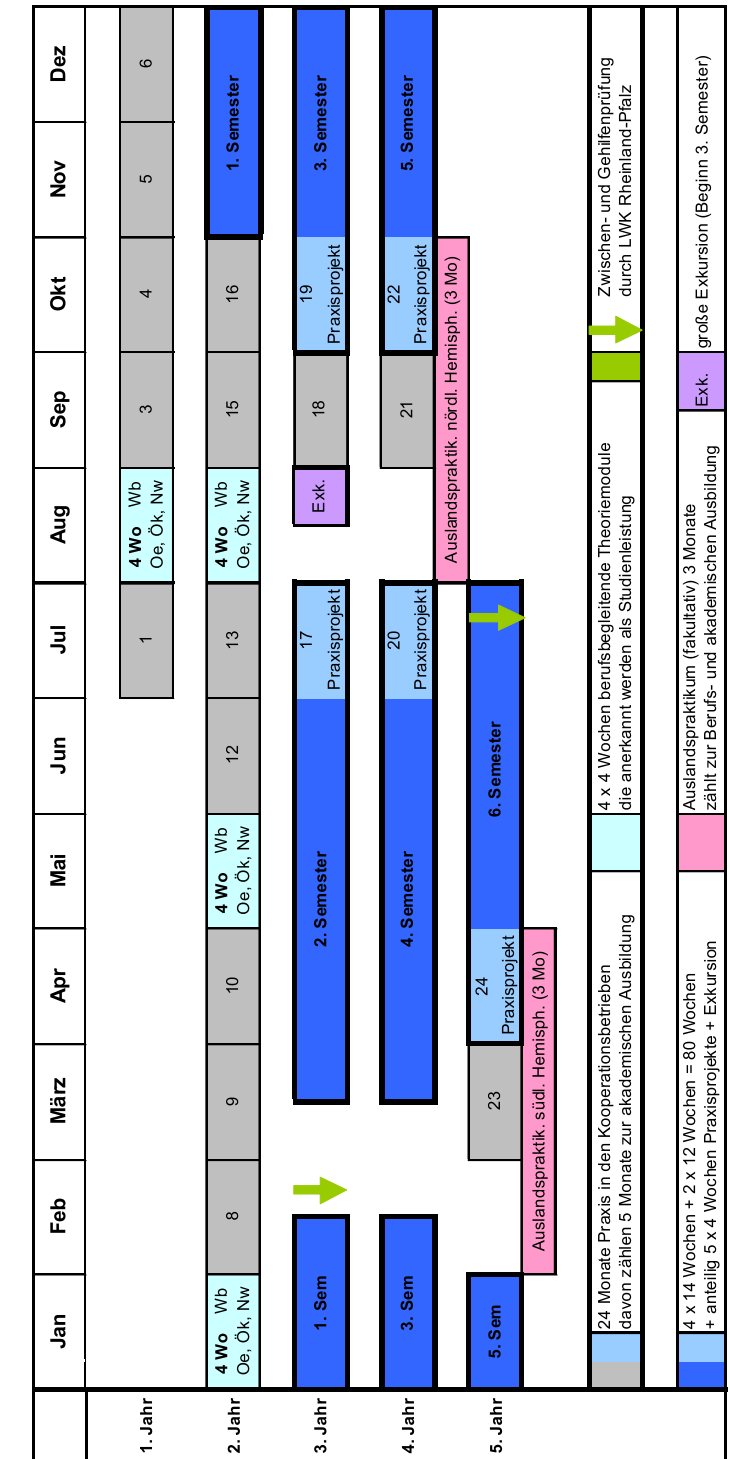 Jan Feb März Apr Mai Jun Jul Aug Sep Okt Nov Dez
1. Jahr
1
4 Wo Wb
Oe, Ök, Nw
3
4
5
6
2. Jahr
4 Wo Wb
Oe, Ök, Nw
8
9
10
4 Wo Wb
Oe, Ök, Nw
12
13
4 Wo Wb
Oe, Ök, Nw
15
16
1. Semester
3. Jahr
1. Sem
2. Semester
17
Praxisprojekt
Exk.
18
19
Praxisprojekt
3. Semester
4. Jahr
3. Sem
4. Semester
20
Praxisprojekt
21
22
Praxisprojekt
5. Semester
Auslandspraktik. nördl. Hemisph. (3 Mo)
5. Jahr
5. Sem
23
24
Praxisprojekt
6. Semester
Auslandspraktik. südl. Hemisph. (3 Mo)
24 Monate Praxis in den Kooperationsbetrieben
davon zählen 5 Monate zur akademischen Ausbildung
4 x 4 Wochen berufsbegleitende Theoriemodule
die anerkannt werden als Studienleistung
Zwischen- und Gehilfenprüfung
durch LWK Rheinland-Pfalz
4 x 14 Wochen + 2 x 12 Wochen = 80 Wochen
+ anteilig 5 x 4 Wochen Praxisprojekte + Exkursion
Auslandspraktikum (fakultativ) 3 Monate
zählt zur Berufs- und akademischen Ausbildung
Exk.
große Exkursion (Beginn 3. Semester)